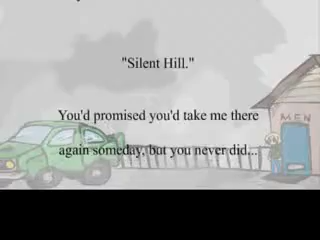 "Silent Hill."
You'd promised you'd take me there
again someday, but you never did...
MEN